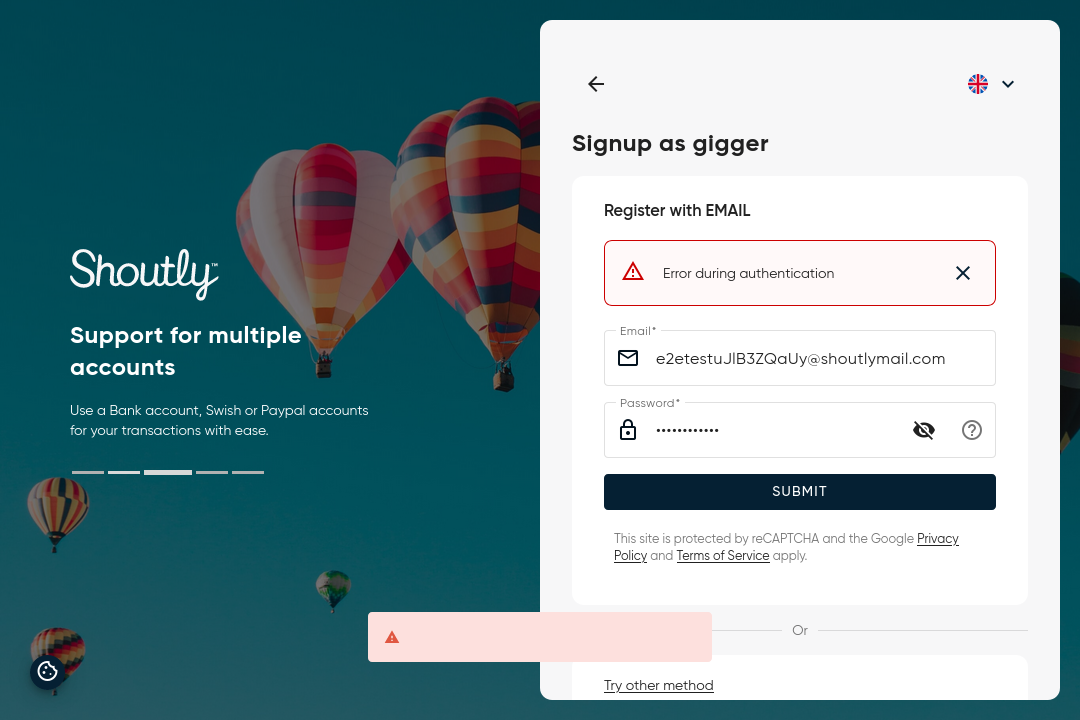 Shoutly™
Support for multiple
accounts
Use a Bank account, Swish or Paypal accounts
for your transactions with ease.
Signup as gigger
Register with EMAIL
Error during authentication
Email*
e2etestuJlB3ZQaUy@shoutlymail.com
Password*
••••••••••••
SUBMIT
This site is protected by reCAPTCHA and the Google Privacy
Policy and Terms of Service apply.
Or
Try other method